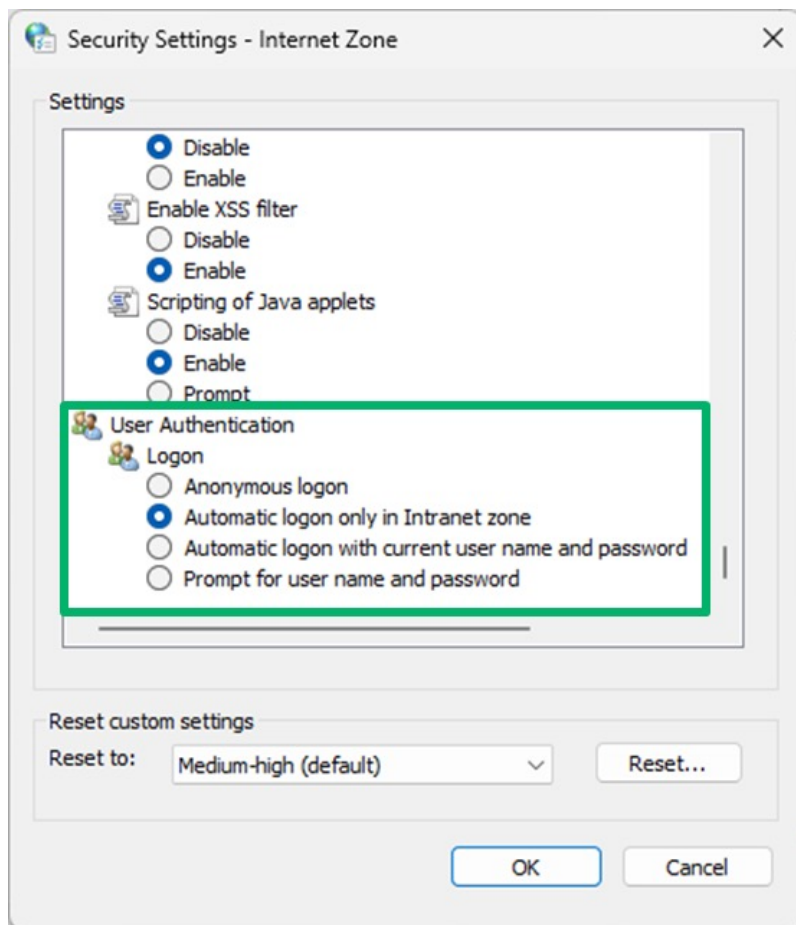 Security Settings - Internet Zone
Settings
Disable
Enable
Enable XSS filter
Disable
Enable
Scripting of Java applets
Disable
Enable
Prompt
User Authentication
Logon
Anonymous logon
Automatic logon only in Intranet zone
Automatic logon with current user name and password
Prompt for user name and password
Reset custom settings
Reset to: Medium-high (default) Reset...
OK Cancel